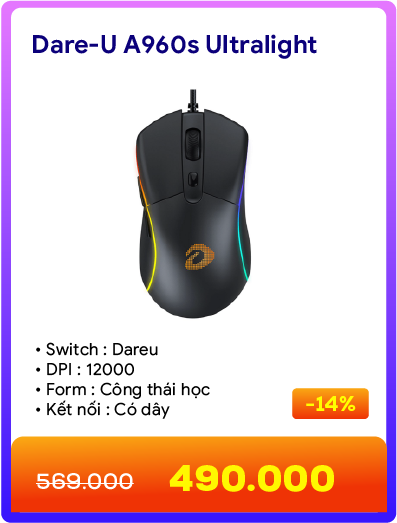 Dare-U A960s Ultralight
• Switch : Dareu
• DPI : 12000
• Form : Công thái học
• Kết nối : Có dây
-14%
569.000 490.000